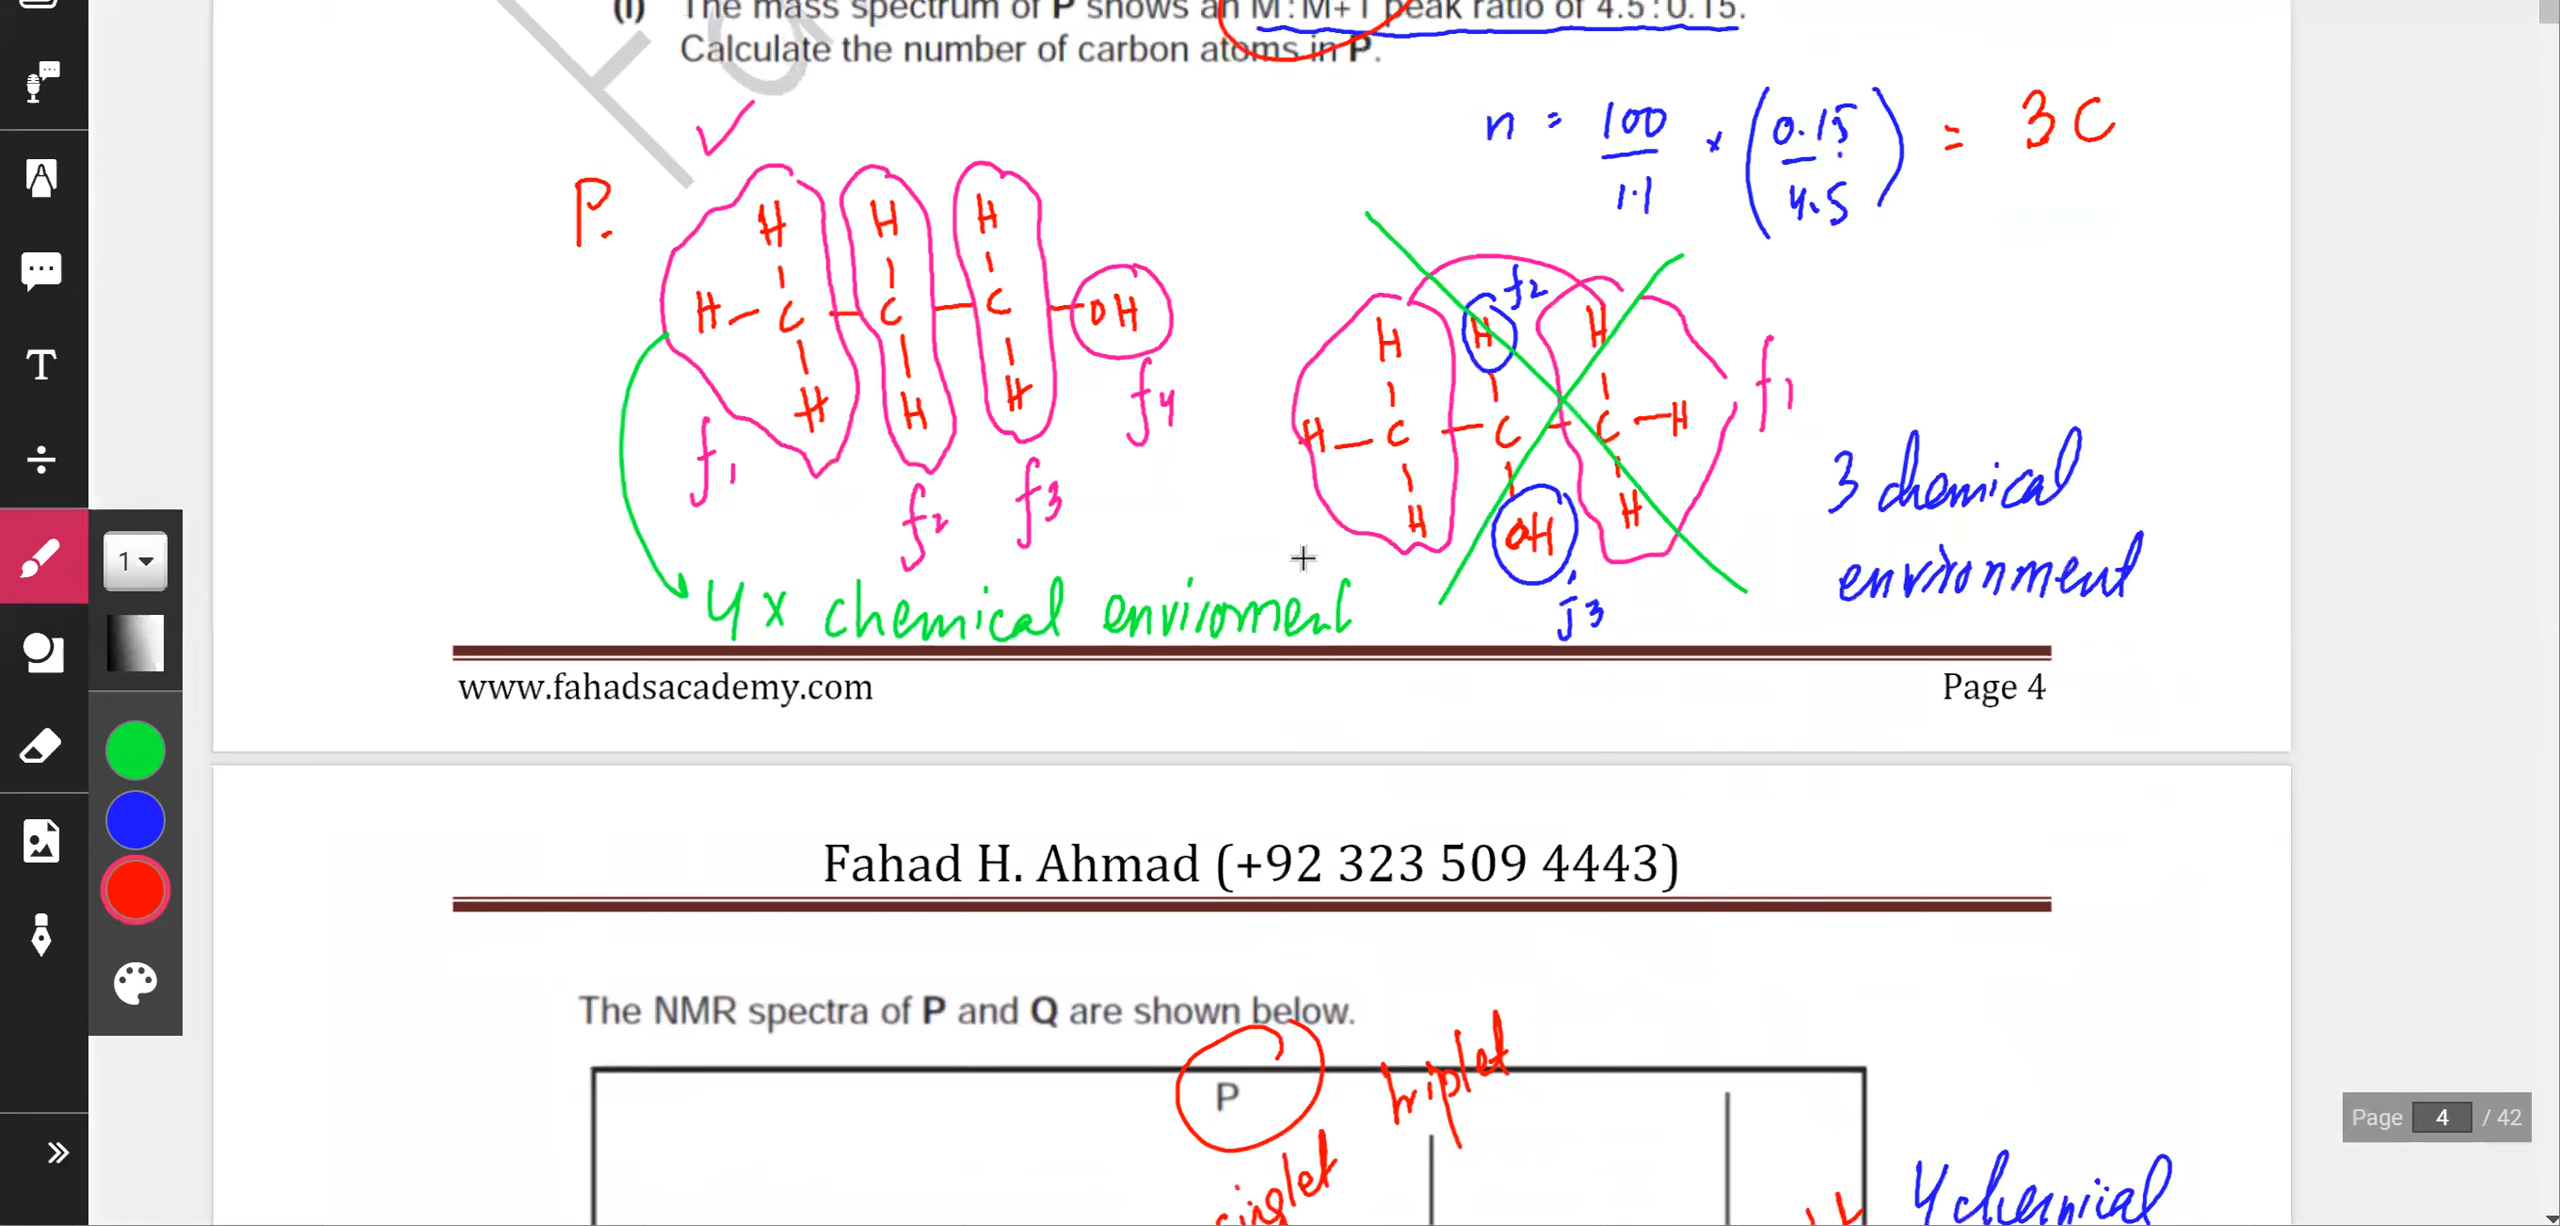 (i) The mass spectrum of P shows an M:M+1 peak ratio of 4.5:0.15.
Calculate the number of carbon atoms in P.
n = 100 / 1.1 × ( 0.15 / 4.5 ) = 3 C
P.
H H H
H – C – C – C – OH
H H H
f1 f2 f3 f4
4 x chemical enviroment
f2
H H H
H – C – C – C – H
H OH H
f1
f3
3 chemical
environment
www.fahadsacademy.com Page 4
Fahad H. Ahmad (+92 323 509 4443)
The NMR spectra of P and Q are shown below.
P
triplet
singlet
4 chemical
T
1
Page 4 / 42